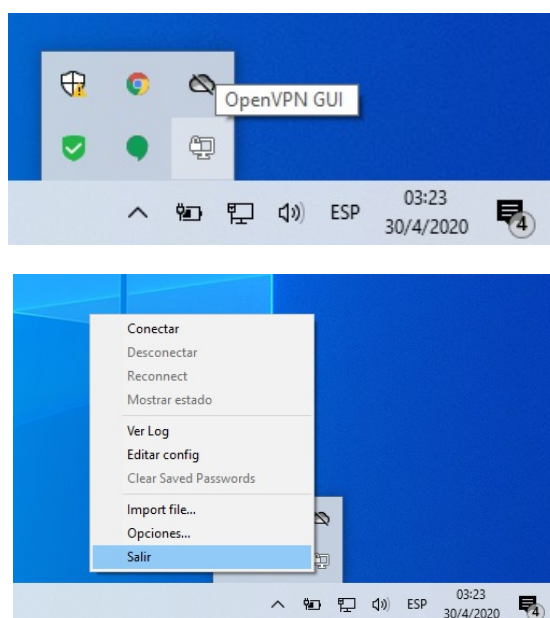 OpenVPN GUI
ESP
03:23
30/4/2020
4
Conectar
Desconectar
Reconnect
Mostrar estado
Ver Log
Editar config
Clear Saved Passwords
Import file...
Opciones...
Salir
ESP
03:23
30/4/2020
4